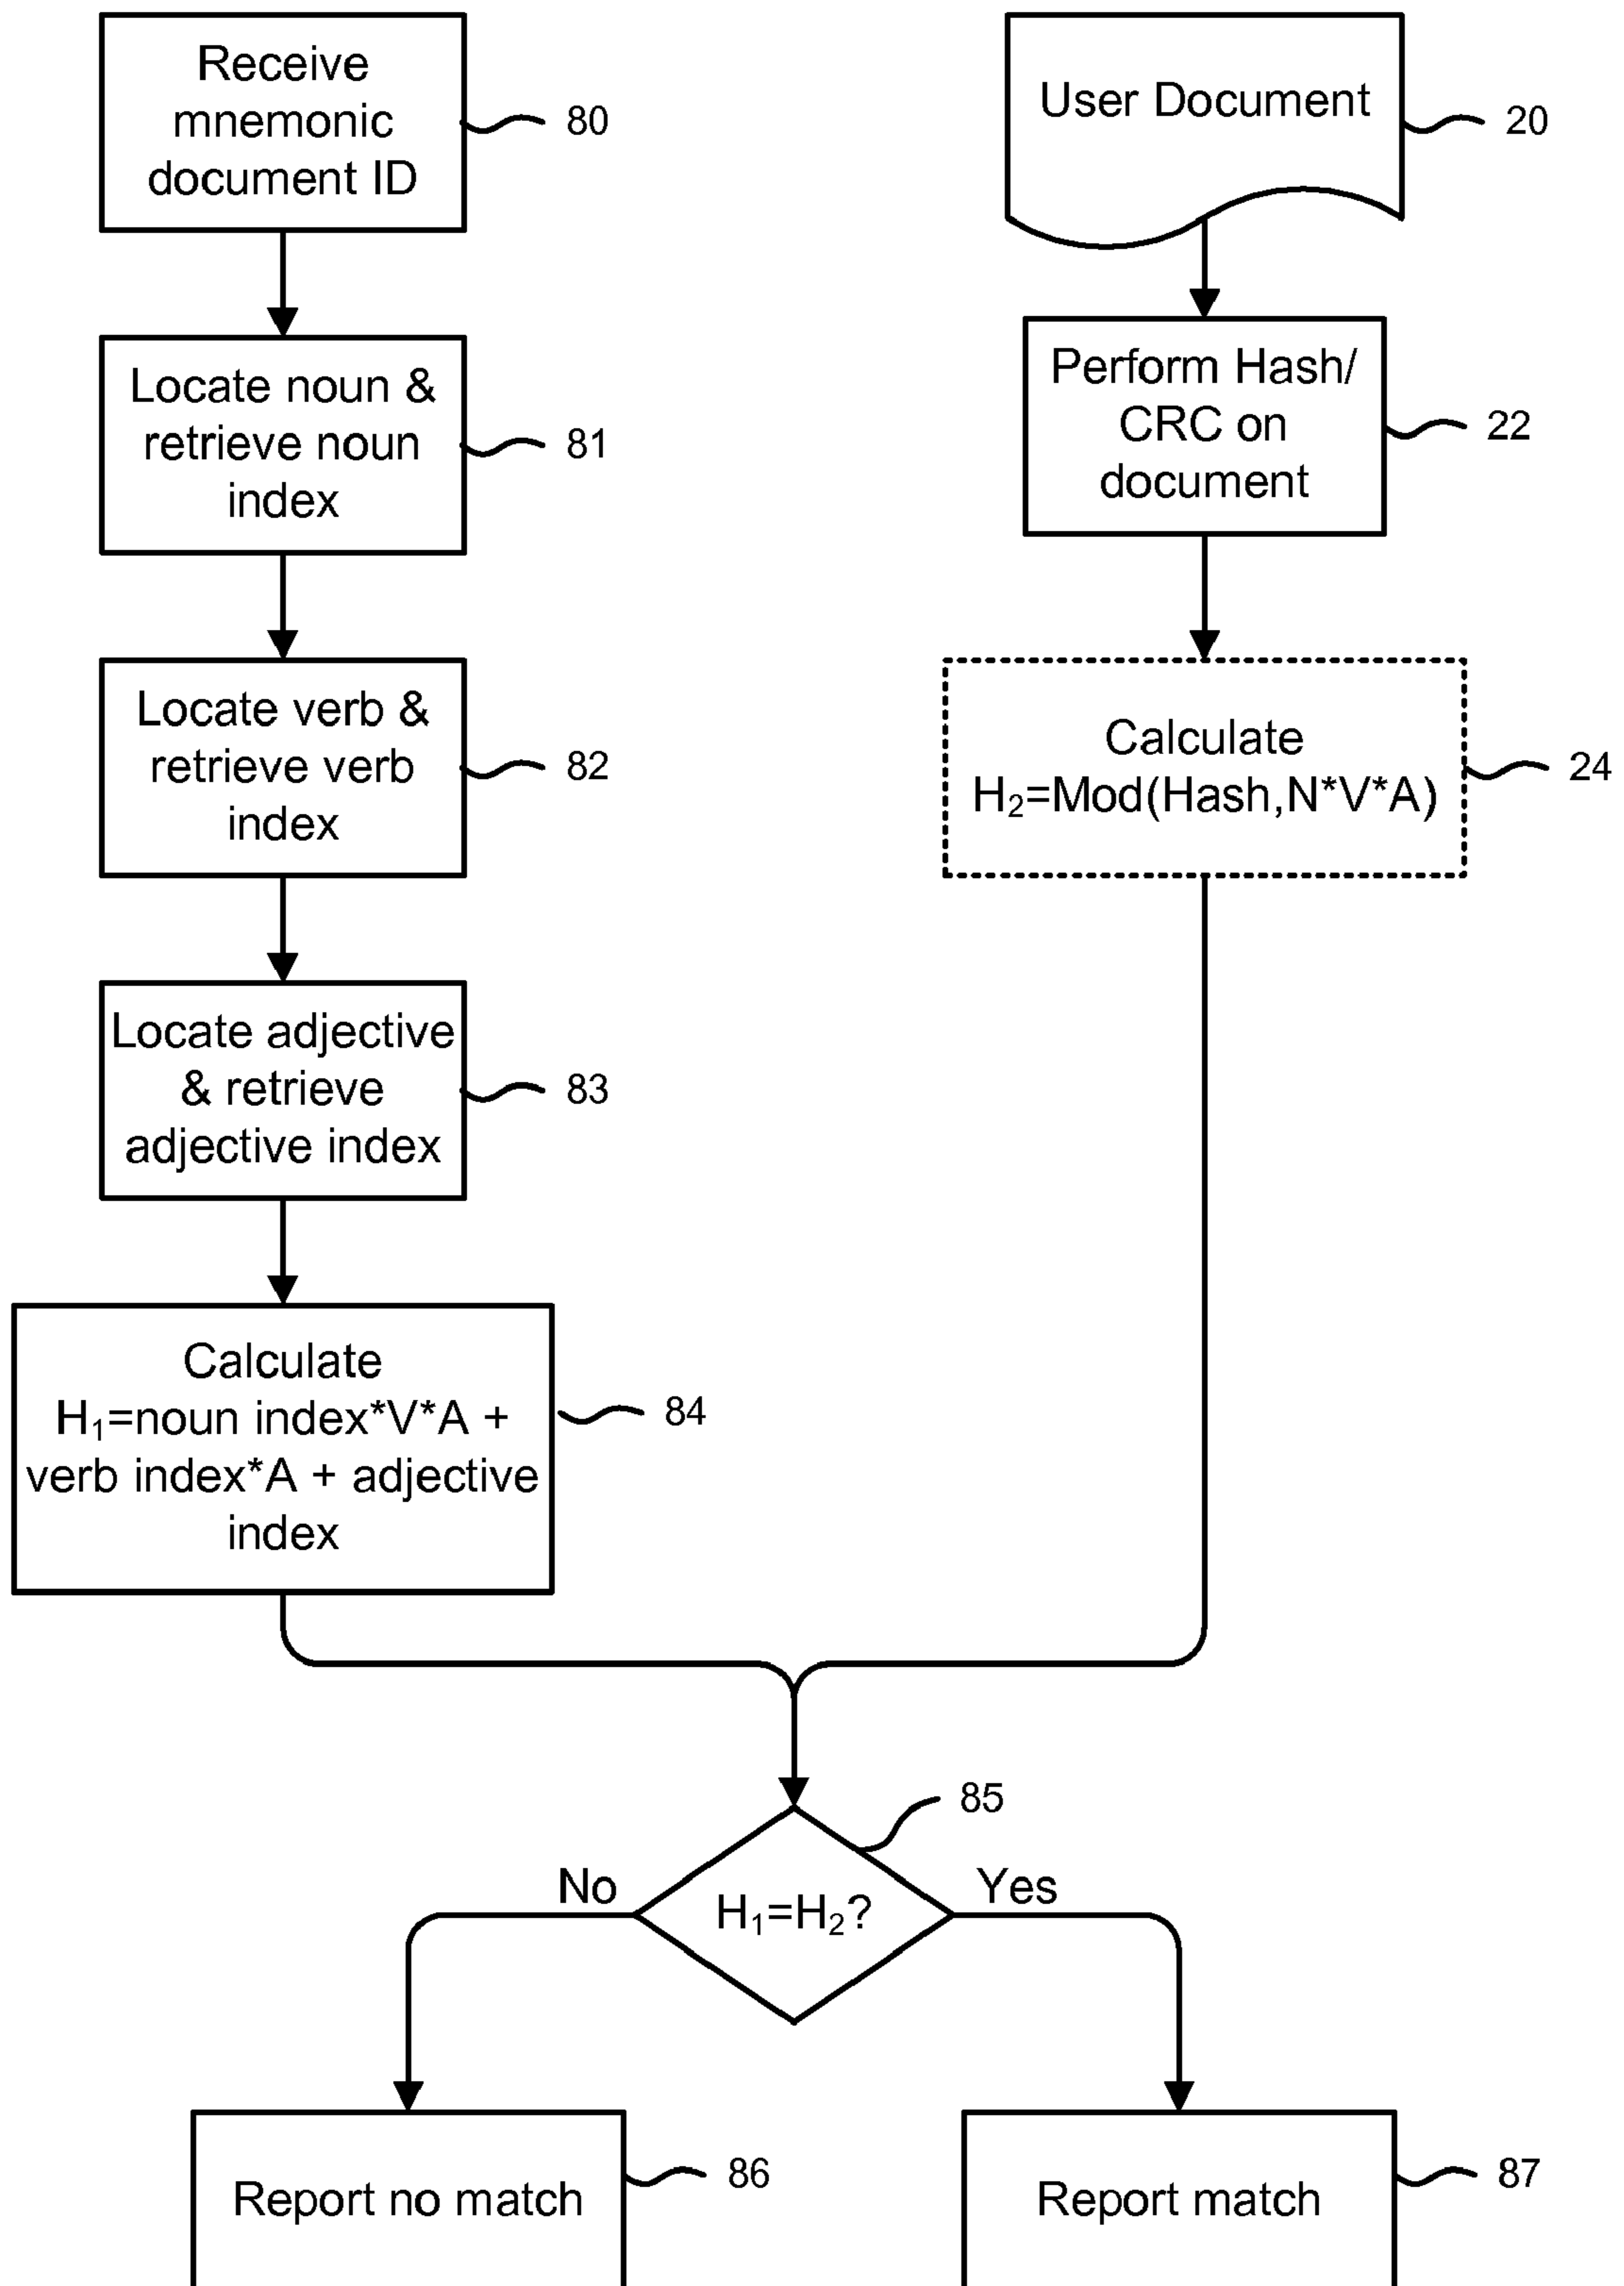 Receive
mnemonic
document ID
80
Locate noun &
retrieve noun
index
81
Locate verb &
retrieve verb
index
82
Locate adjective
& retrieve
adjective index
83
Calculate
H₁=noun index*V*A +
verb index*A + adjective
index
84
User Document
20
Perform Hash/
CRC on
document
22
Calculate
H₂=Mod(Hash,N*V*A)
24
85
No
H₁=H₂?
Yes
Report no match
86
Report match
87